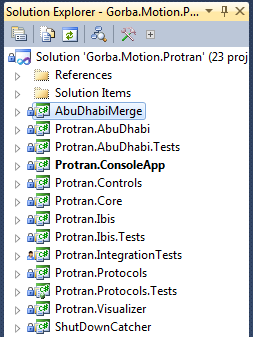 Solution Explorer - Gorba.Motion.P...
Solution 'Gorba.Motion.Protran' (23 proj
References
Solution Items
AbuDhabiMerge
Protran.AbuDhabi
Protran.AbuDhabi.Tests
Protran.ConsoleApp
Protran.Controls
Protran.Core
Protran.Ibis
Protran.Ibis.Tests
Protran.IntegrationTests
Protran.Protocols
Protran.Protocols.Tests
Protran.Visualizer
ShutDownCatcher